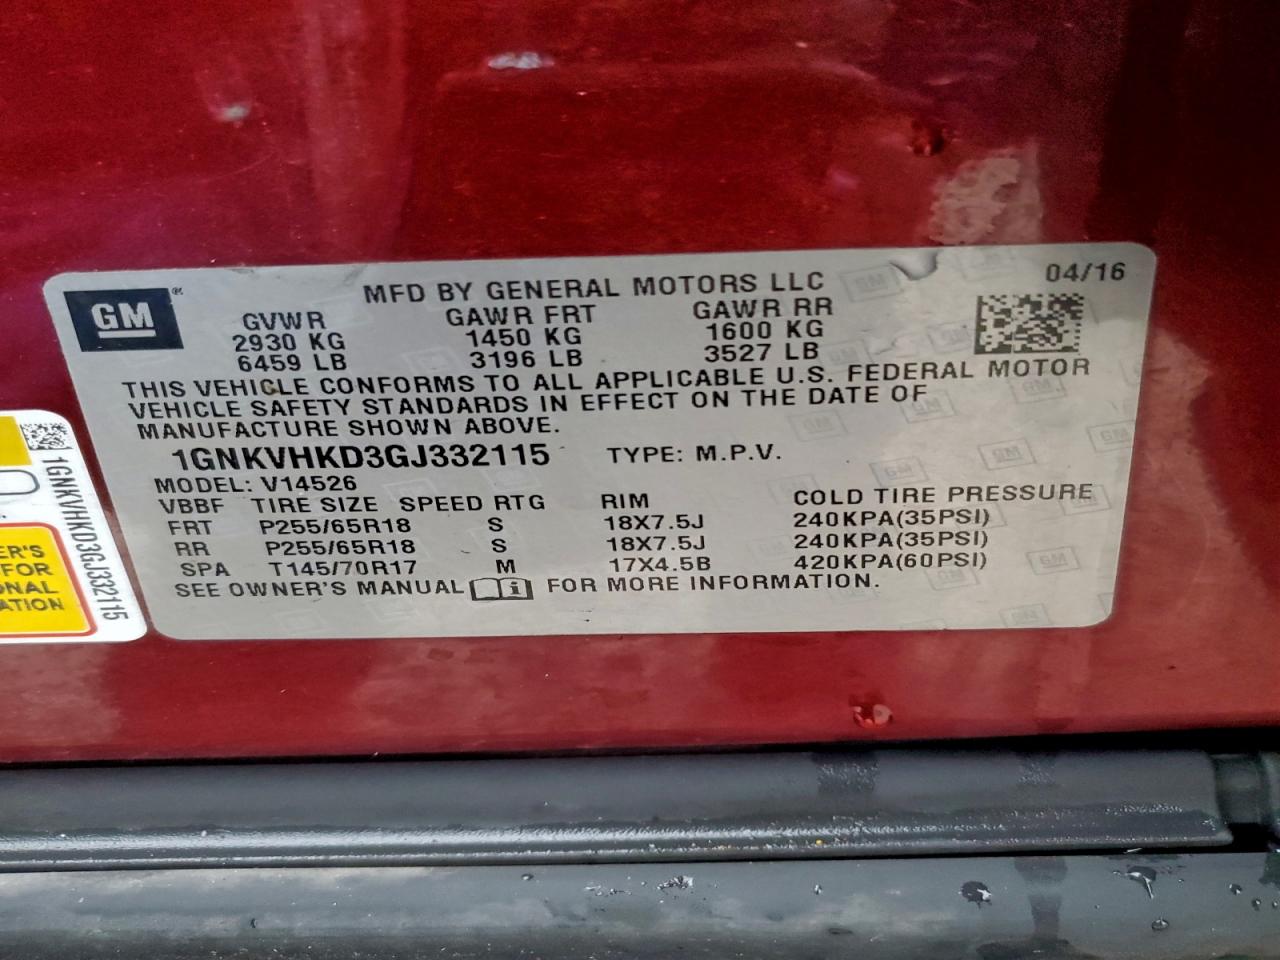 GM
MFD BY GENERAL MOTORS LLC
04/16
GVWR GAWR FRT GAWR RR
2930 KG 1450 KG 1600 KG
6459 LB 3196 LB 3527 LB
THIS VEHICLE CONFORMS TO ALL APPLICABLE U.S. FEDERAL MOTOR
VEHICLE SAFETY STANDARDS IN EFFECT ON THE DATE OF
MANUFACTURE SHOWN ABOVE.
1GNKVHKD3GJ332115 TYPE: M.P.V.
MODEL: V14526
VBBF TIRE SIZE SPEED RTG RIM COLD TIRE PRESSURE
FRT P255/65R18 S 18X7.5J 240KPA(35PSI)
RR P255/65R18 S 18X7.5J 240KPA(35PSI)
SPA T145/70R17 M 17X4.5B 420KPA(60PSI)
SEE OWNER'S MANUAL FOR MORE INFORMATION.
1GNKVHKD3GJ332115
ER'S
FOR
ONAL
ATION